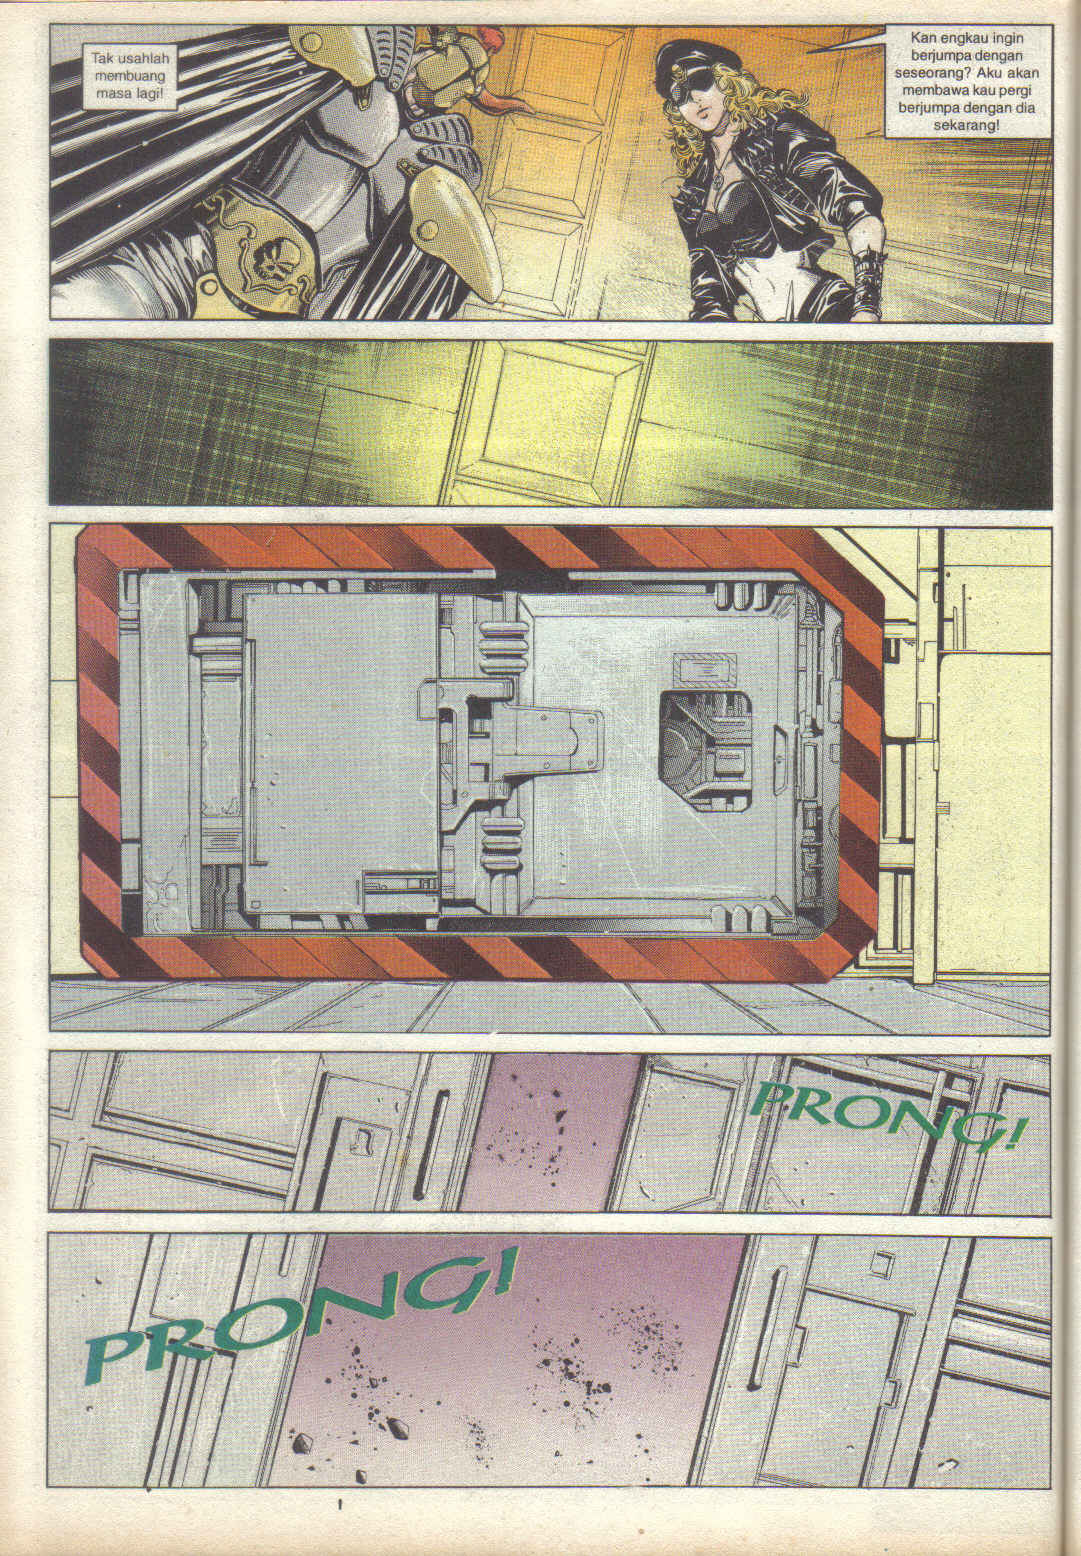 Tak usahlah
membuang
masa lagi!
Kan engkau ingin
berjumpa dengan
seseorang? Aku akan
membawa kau pergi
berjumpa dengan dia
sekarang!
PRONG!
PRONG!